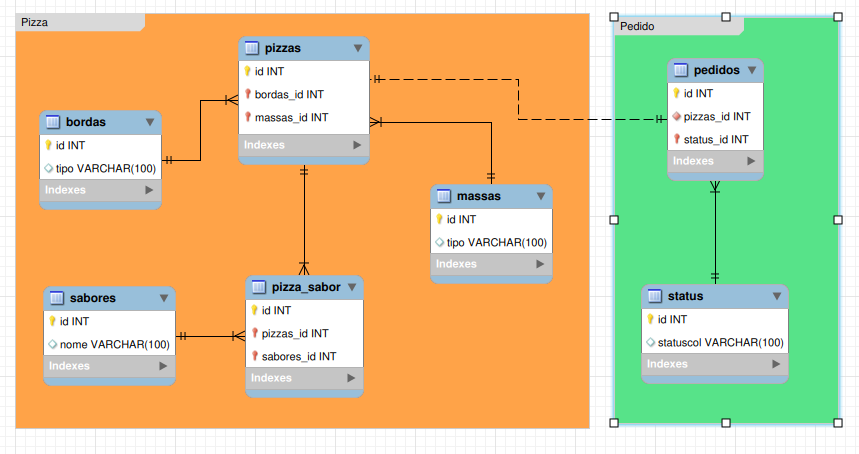 Pizza
pizzas
id INT
bordas_id INT
massas_id INT
Indexes
bordas
id INT
tipo VARCHAR(100)
Indexes
massas
id INT
tipo VARCHAR(100)
Indexes
sabores
id INT
nome VARCHAR(100)
Indexes
pizza_sabor
id INT
pizzas_id INT
sabores_id INT
Indexes
Pedido
pedidos
id INT
pizzas_id INT
status_id INT
Indexes
status
id INT
statuscol VARCHAR(100)
Indexes